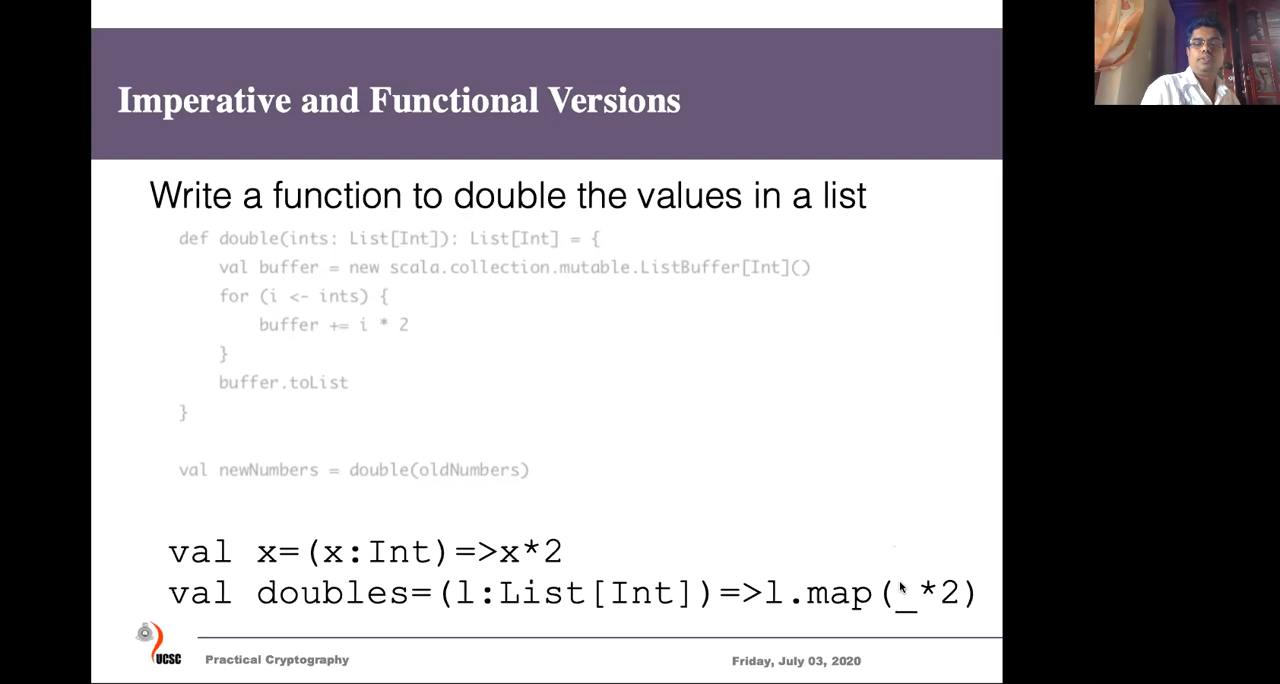 Imperative and Functional Versions
Write a function to double the values in a list
def double(ints: List[Int]): List[Int] = {
val buffer = new scala.collection.mutable.ListBuffer[Int]()
for (i <- ints) {
buffer += i * 2
}
buffer.toList
}
val newNumbers = double(oldNumbers)
val x=(x:Int)=>x*2
val doubles=(l:List[Int])=>l.map(_*2)
UCSC
Practical Cryptography
Friday, July 03, 2020